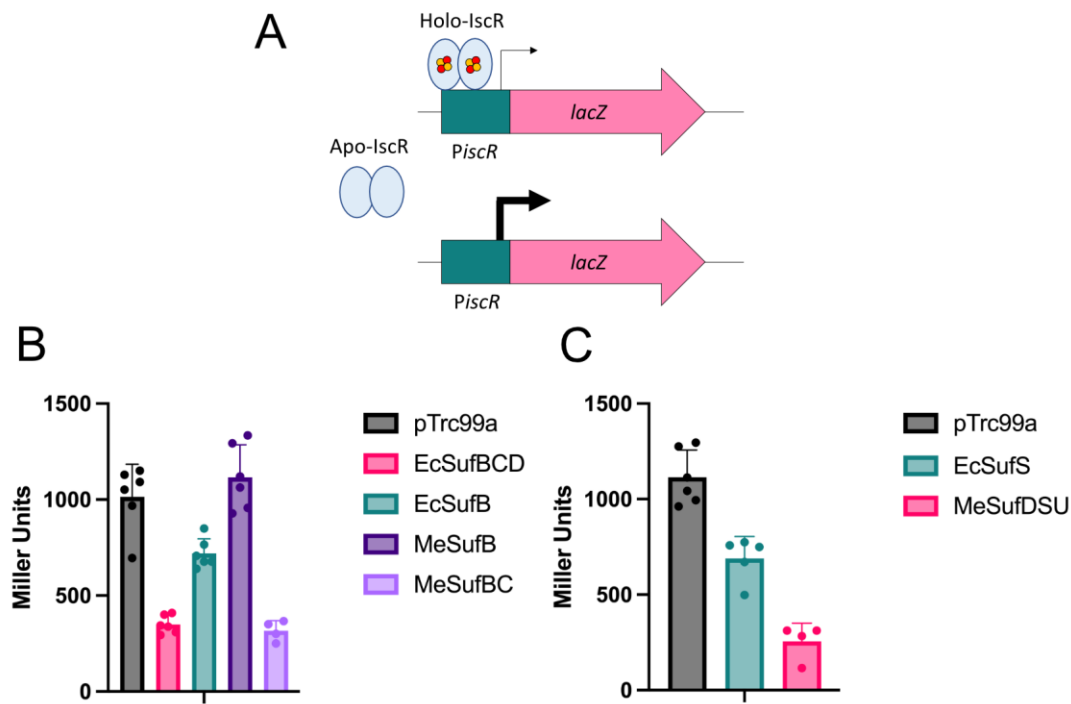 A
Holo-IscR
lacZ
PiscR
Apo-IscR
lacZ
PiscR
B
1500
1000
500
0
Miller Units
pTrc99a
EcSufBCD
EcSufB
MeSufB
MeSufBC
C
1500
1000
500
0
Miller Units
pTrc99a
EcSufS
MeSufDSU